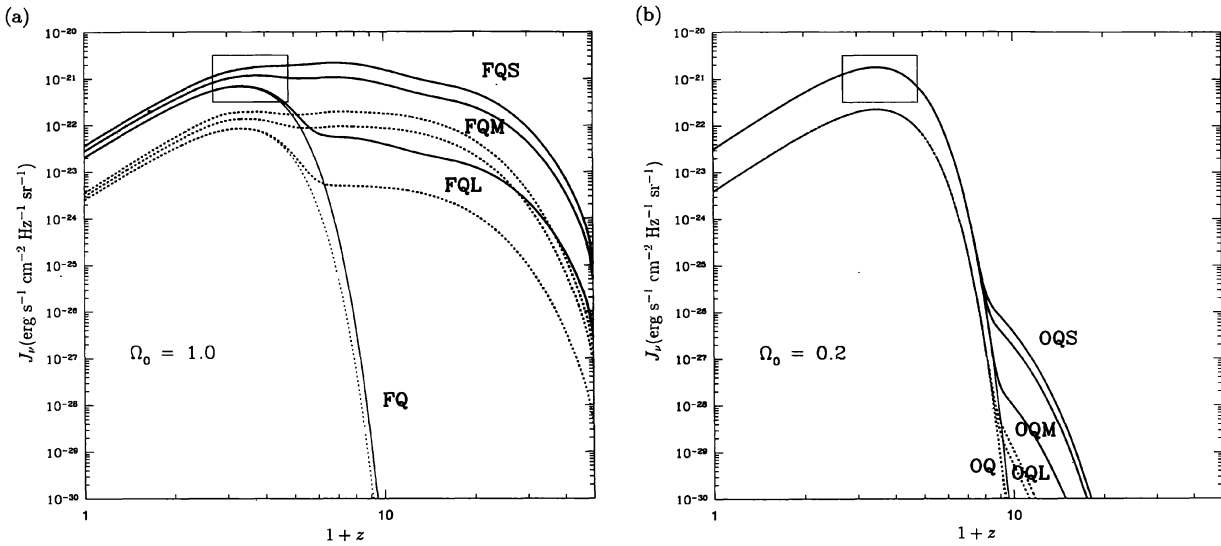 (a)
10⁻²⁰
10⁻²¹
10⁻²²
10⁻²³
10⁻²⁴
10⁻²⁵
10⁻²⁶
10⁻²⁷
10⁻²⁸
10⁻²⁹
10⁻³⁰
J_ν(erg s⁻¹ cm⁻² Hz⁻¹ sr⁻¹)
FQS
FQM
FQL
Ω₀ = 1.0
FQ
1
10
1 + z
(b)
10⁻²⁰
10⁻²¹
10⁻²²
10⁻²³
10⁻²⁴
10⁻²⁵
10⁻²⁶
10⁻²⁷
10⁻²⁸
10⁻²⁹
10⁻³⁰
J_ν(erg s⁻¹ cm⁻² Hz⁻¹ sr⁻¹)
OQS
Ω₀ = 0.2
OQM
OQ
OQL
1
10
1 + z